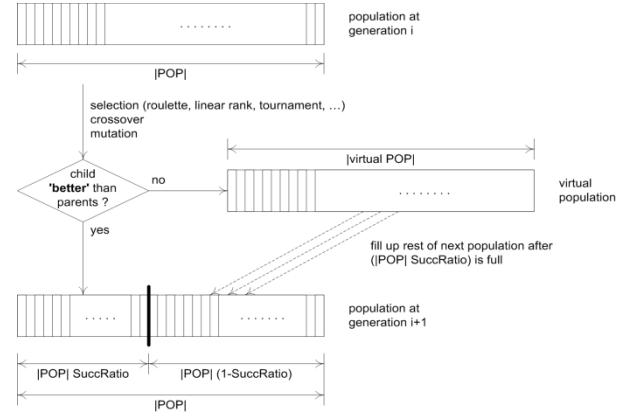 population at
generation i
|POP|
selection (roulette, linear rank, tournament, …)
crossover
mutation
child
'better' than
parents ?
no
|virtual POP|
virtual
population
yes
fill up rest of next population after
(|POP| SuccRatio) is full
population at
generation i+1
|POP| SuccRatio
|POP| (1-SuccRatio)
|POP|